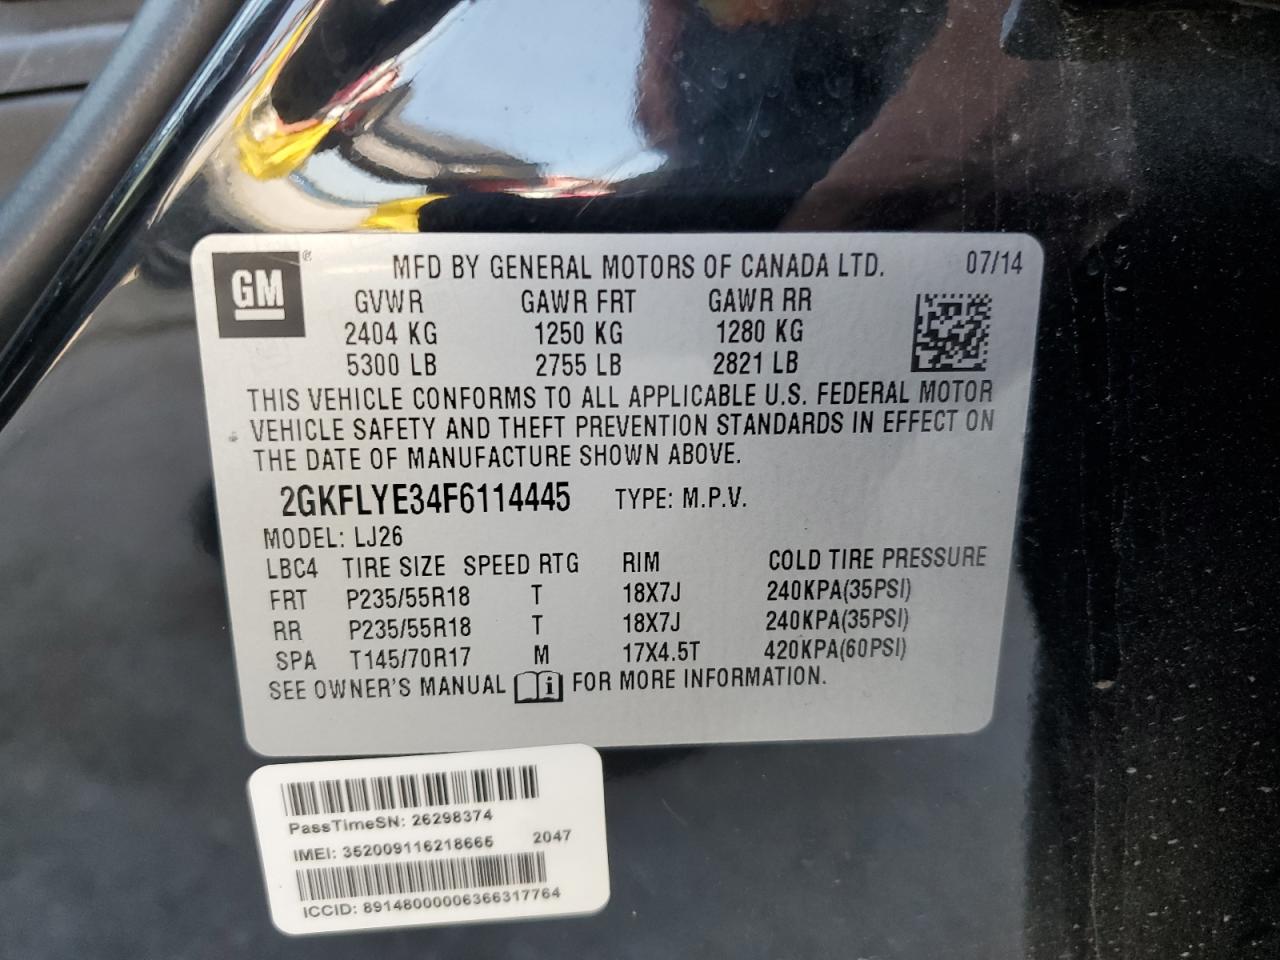 GM ®
MFD BY GENERAL MOTORS OF CANADA LTD. 07/14
GVWR GAWR FRT GAWR RR
2404 KG 1250 KG 1280 KG
5300 LB 2755 LB 2821 LB
THIS VEHICLE CONFORMS TO ALL APPLICABLE U.S. FEDERAL MOTOR
VEHICLE SAFETY AND THEFT PREVENTION STANDARDS IN EFFECT ON
THE DATE OF MANUFACTURE SHOWN ABOVE.
2GKFLYE34F6114445 TYPE: M.P.V.
MODEL: LJ26
LBC4 TIRE SIZE SPEED RTG RIM COLD TIRE PRESSURE
FRT P235/55R18 T 18X7J 240KPA(35PSI)
RR P235/55R18 T 18X7J 240KPA(35PSI)
SPA T145/70R17 M 17X4.5T 420KPA(60PSI)
SEE OWNER'S MANUAL i FOR MORE INFORMATION.
PassTimeSN: 26298374
IMEI: 352009116218665 2047
ICCID: 89148000006366317764